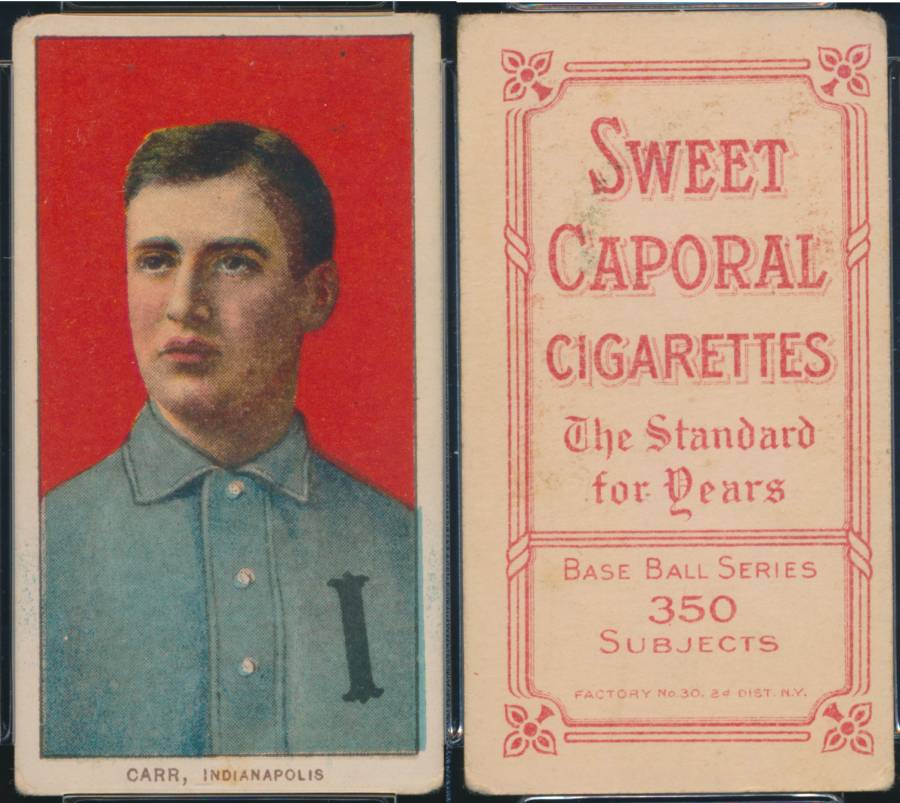 I
CARR, INDIANAPOLIS
SWEET
CAPORAL
CIGARETTES
The Standard
for Years
BASE BALL SERIES
350
SUBJECTS
FACTORY No. 30, 2d DIST. N.Y.